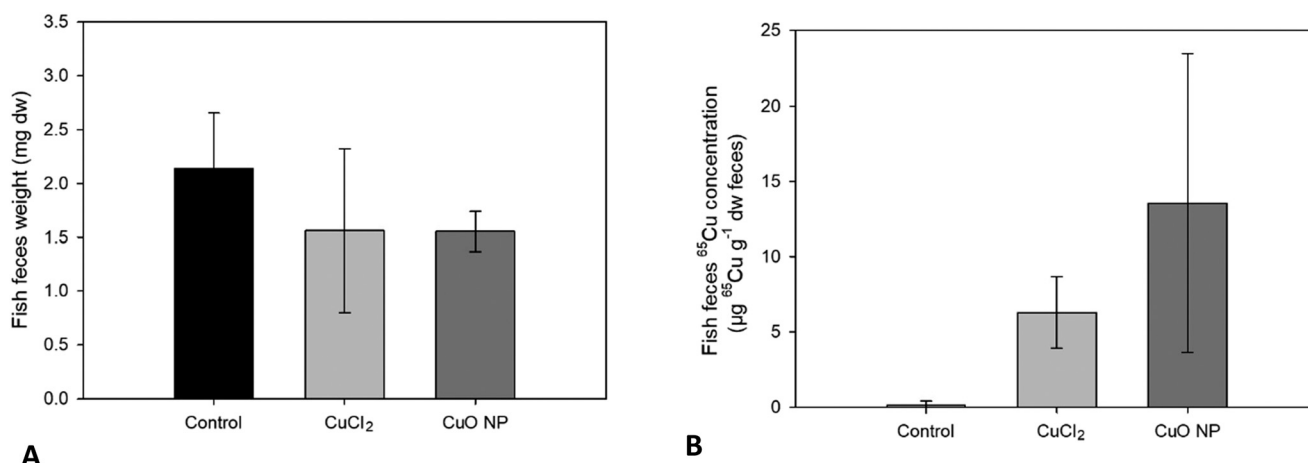 Fish feces weight (mg dw)
3.5
3.0
2.5
2.0
1.5
1.0
0.5
0.0
Control CuCl₂ CuO NP
A
Fish feces ⁶⁵Cu concentration
(µg ⁶⁵Cu g⁻¹ dw feces)
25
20
15
10
5
0
Control CuCl₂ CuO NP
B